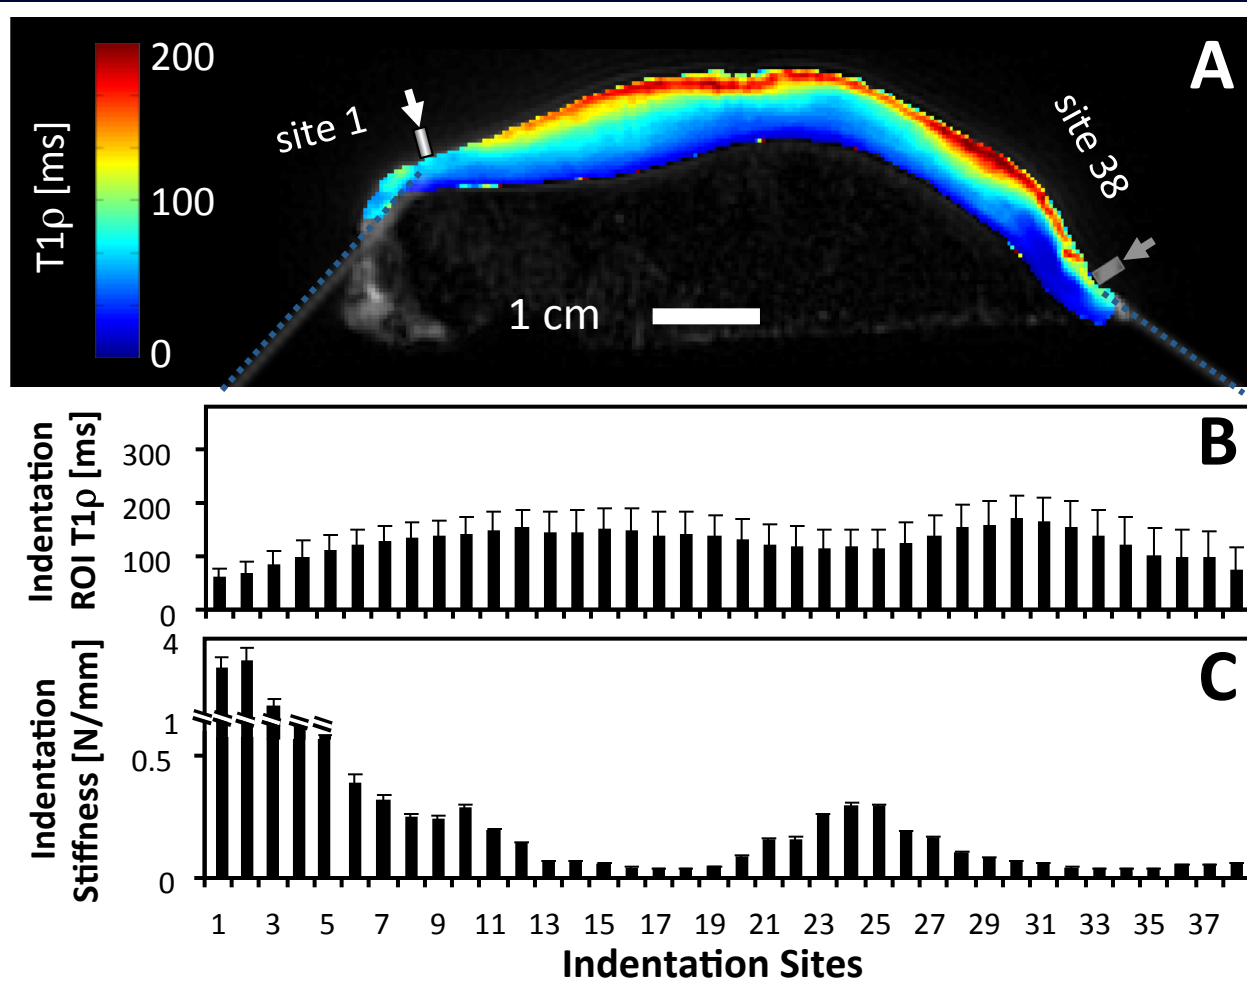 A
200
100
0
T1ρ [ms]
site 1
site 38
1 cm
B
Indentation
ROI T1ρ [ms]
300
200
100
0
C
Indentation
Stiffness [N/mm]
4
1
0.5
0
1 3 5 7 9 11 13 15 17 19 21 23 25 27 29 31 33 35 37
Indentation Sites